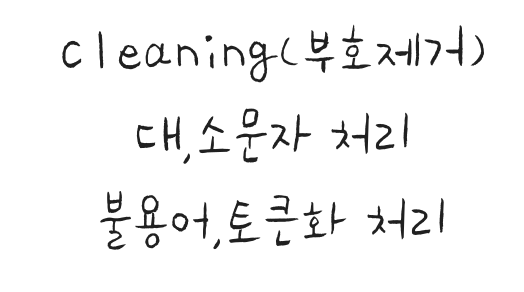 cleaning(부호제거)
대,소문자 처리
불용어,토큰화 처리